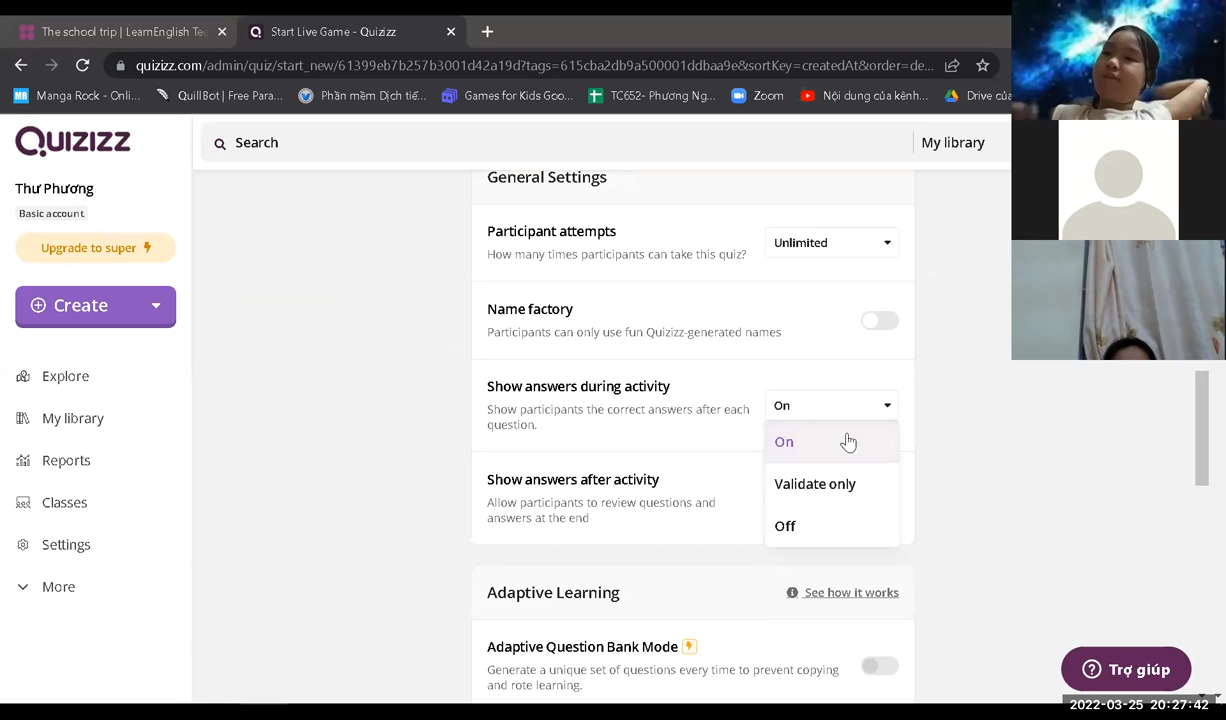 The school trip | LearnEnglish Tee
Start Live Game - Quizizz
quizizz.com/admin/quiz/start_new/61399eb7b257b3001d42a19d?tags=615cba2db9a500001ddbaa9e&sortKey=createdAt&order=de...
MR Manga Rock - Onli...
QuillBot | Free Para...
Phần mềm Dịch tiế...
Games for Kids Goo...
TC652- Phương Ng...
Zoom
Nội dung của kênh...
Drive củ
QUIZIZZ
Search
My library
Thư Phương
Basic account
Upgrade to super
Create
Explore
My library
Reports
Classes
Settings
More
General Settings
Participant attempts
How many times participants can take this quiz?
Unlimited
Name factory
Participants can only use fun Quizizz-generated names
Show answers during activity
Show participants the correct answers after each
question.
On
On
Validate only
Off
Show answers after activity
Allow participants to review questions and
answers at the end
Adaptive Learning
See how it works
Adaptive Question Bank Mode
Generate a unique set of questions every time to prevent copying
and rote learning.
Trợ giúp
2022-03-25 20:27:42